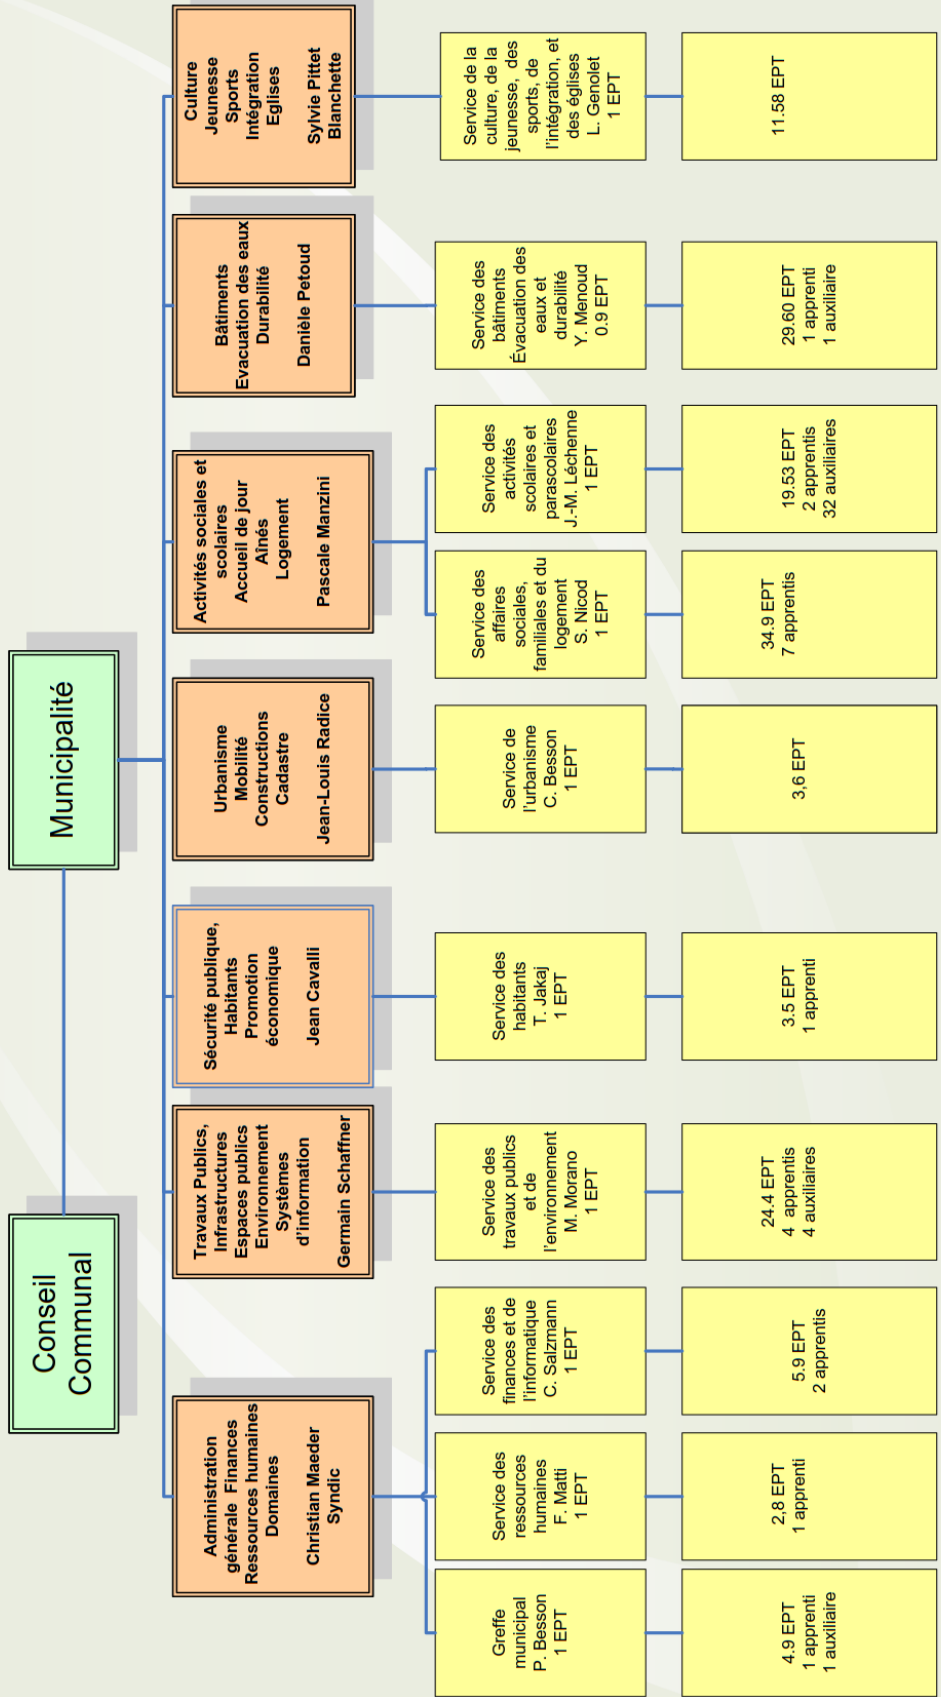 Conseil
Communal
Municipalité
Administration
générale Finances
Ressources humaines
Domaines
Christian Maeder
Syndic
Travaux Publics,
Infrastructures
Espaces publics
Environnement
Systèmes
d'information
Germain Schaffner
Sécurité publique,
Habitants
Promotion
économique
Jean Cavalli
Urbanisme
Mobilité
Constructions
Cadastre
Jean-Louis Radice
Activités sociales et
scolaires
Accueil de jour
Aînés
Logement
Pascale Manzini
Bâtiments
Evacuation des eaux
Durabilité
Danièle Petoud
Culture
Jeunesse
Sports
Intégration
Eglises
Sylvie Pittet
Blanchette
Greffe
municipal
P. Besson
1 EPT
Service des
ressources
humaines
F. Matti
1 EPT
Service des
finances et de
l'informatique
C. Salzmann
1 EPT
Service des
travaux publics
et de
l'environnement
M. Morano
1 EPT
Service des
habitants
T. Jakaj
1 EPT
Service de
l'urbanisme
C. Besson
1 EPT
Service des
affaires
sociales,
familiales et du
logement
S. Nicod
1 EPT
Service des
activités
scolaires et
parascolaires
J.-M. Léchenne
1 EPT
Service des
bâtiments
Évacuation des
eaux et
durabilité
Y. Menoud
0.9 EPT
Service de la
culture, de la
jeunesse, des
sports, de
l'intégration, et
des églises
L. Genolet
1 EPT
4.9 EPT
1 apprenti
1 auxiliaire
2,8 EPT
1 apprenti
5.9 EPT
2 apprentis
24.4 EPT
4 apprentis
4 auxiliaires
3.5 EPT
1 apprenti
3,6 EPT
34.9 EPT
7 apprentis
19.53 EPT
2 apprentis
32 auxiliaires
29.60 EPT
1 apprenti
1 auxiliaire
11.58 EPT